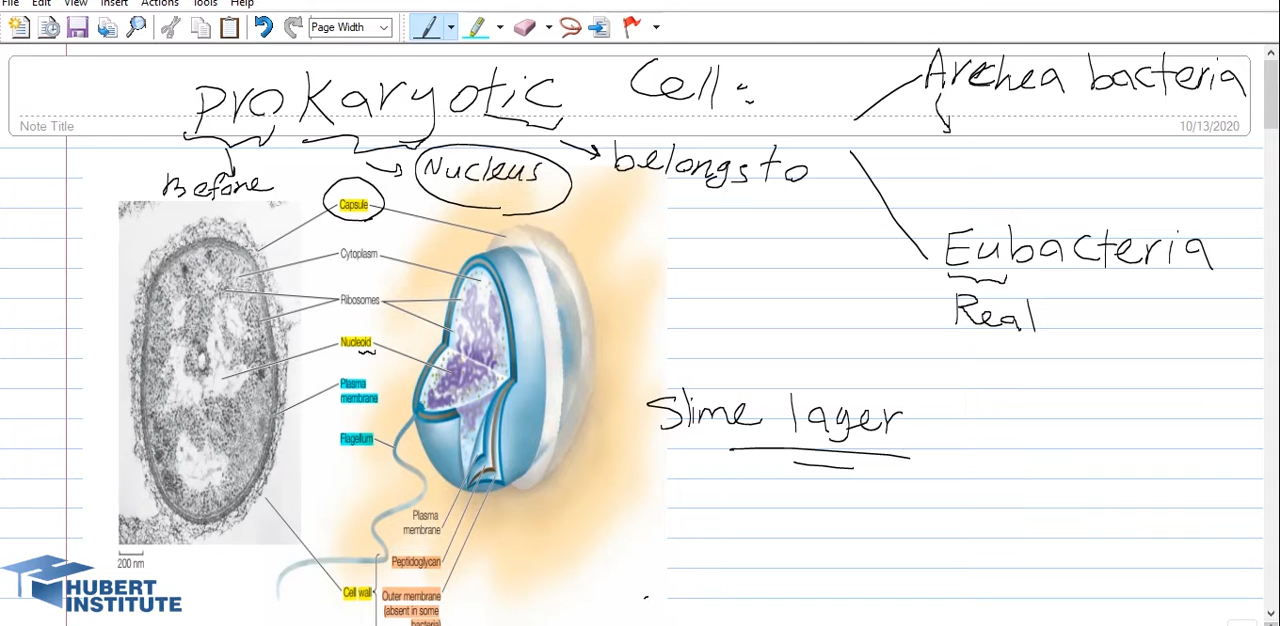 File Edit View Insert Actions Tools Help
Page Width
Prokaryotic Cell:
Archea bacteria
Note Title
10/13/2020
Before
Nucleus
belongs to
Capsule
Cytoplasm
Eubacteria
Real
Ribosomes
Nucleoid
Plasma
membrane
Slime layer
Flagellum
Plasma
membrane
200 nm
Peptidoglycan
Cell wall
Outer membrane
(absent in some
bacteria)
HUBERT
INSTITUTE